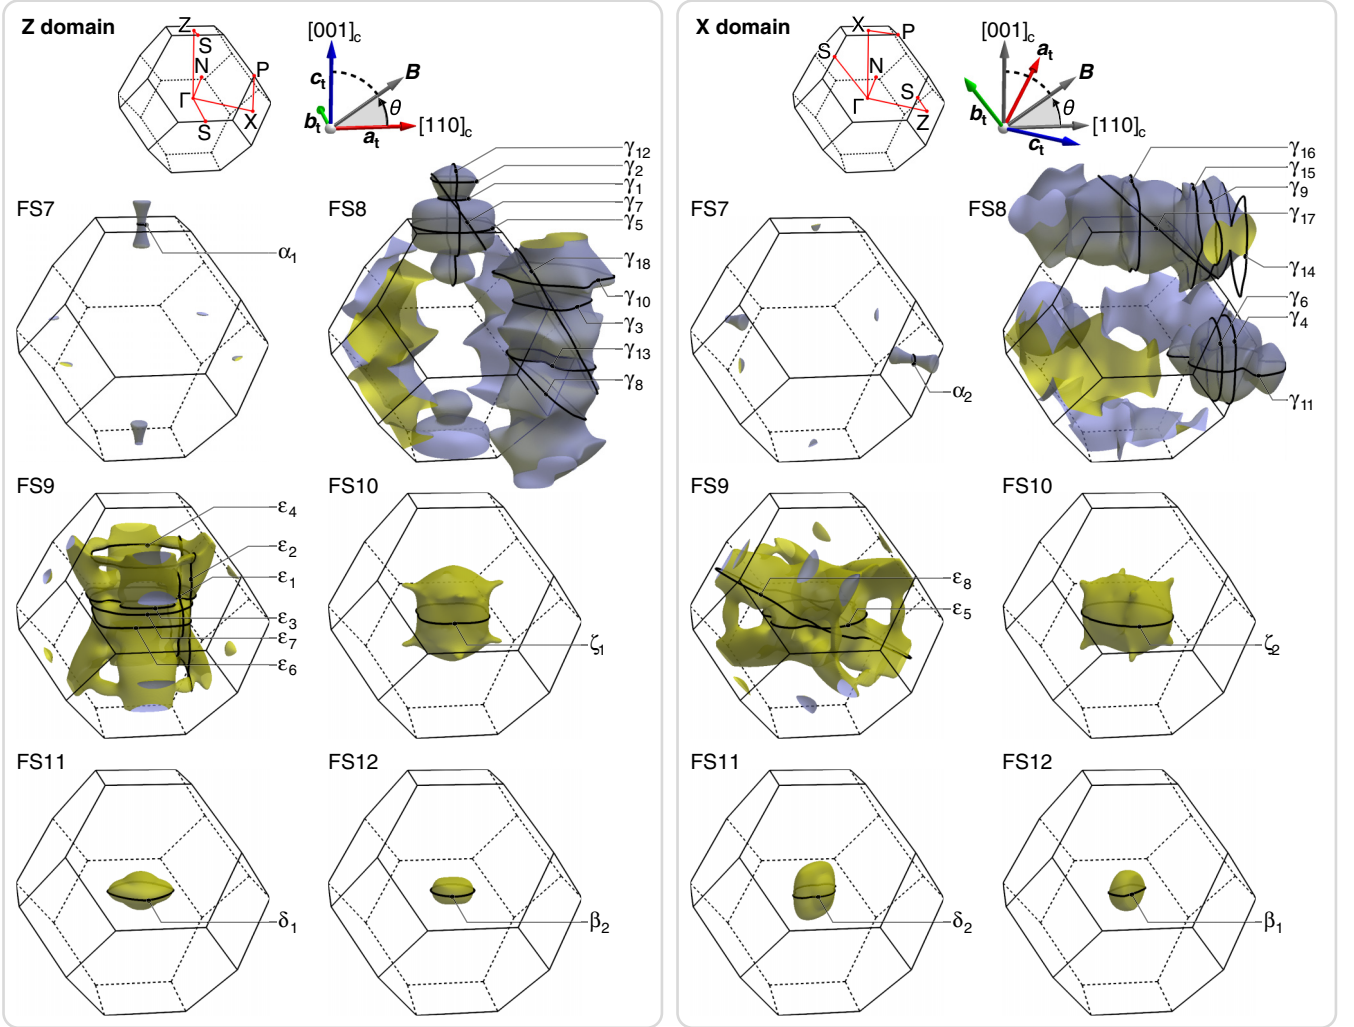 Z domain
Z
S
N
P
Γ
S
X
[001]c
ct
B
θ
bt
at
[110]c
FS7
α1
FS8
γ12
γ2
γ1
γ7
γ5
γ18
γ10
γ3
γ13
γ8
FS9
ε4
ε2
ε1
ε3
ε7
ε6
FS10
ζ1
FS11
δ1
FS12
β2
X domain
X
P
S
N
Γ
S
Z
[001]c
at
B
θ
bt
[110]c
ct
FS7
α2
FS8
γ16
γ15
γ9
γ17
γ14
γ6
γ4
γ11
FS9
ε8
ε5
FS10
ζ2
FS11
δ2
FS12
β1